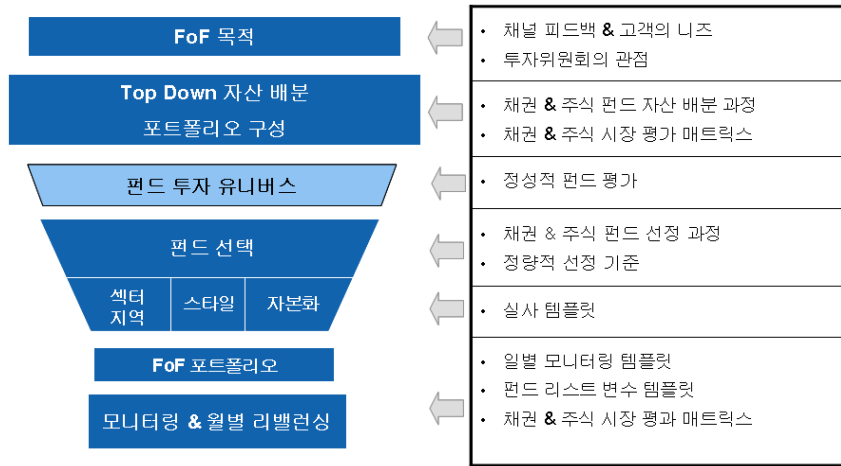 FoF 목적
• 채널 피드백 & 고객의 니즈
• 투자위원회의 관점
Top Down 자산 배분
포트폴리오 구성
• 채권 & 주식 펀드 자산 배분 과정
• 채권 & 주식 시장 평가 매트릭스
펀드 투자 유니버스
• 정성적 펀드 평가
펀드 선택
• 채권 & 주식 펀드 선정 과정
• 정량적 선정 기준
섹터
지역
스타일
자본화
• 실사 템플릿
FoF 포트폴리오
모니터링 & 월별 리밸런싱
• 일별 모니터링 템플릿
• 펀드 리스트 변수 템플릿
• 채권 & 주식 시장 평과 매트릭스